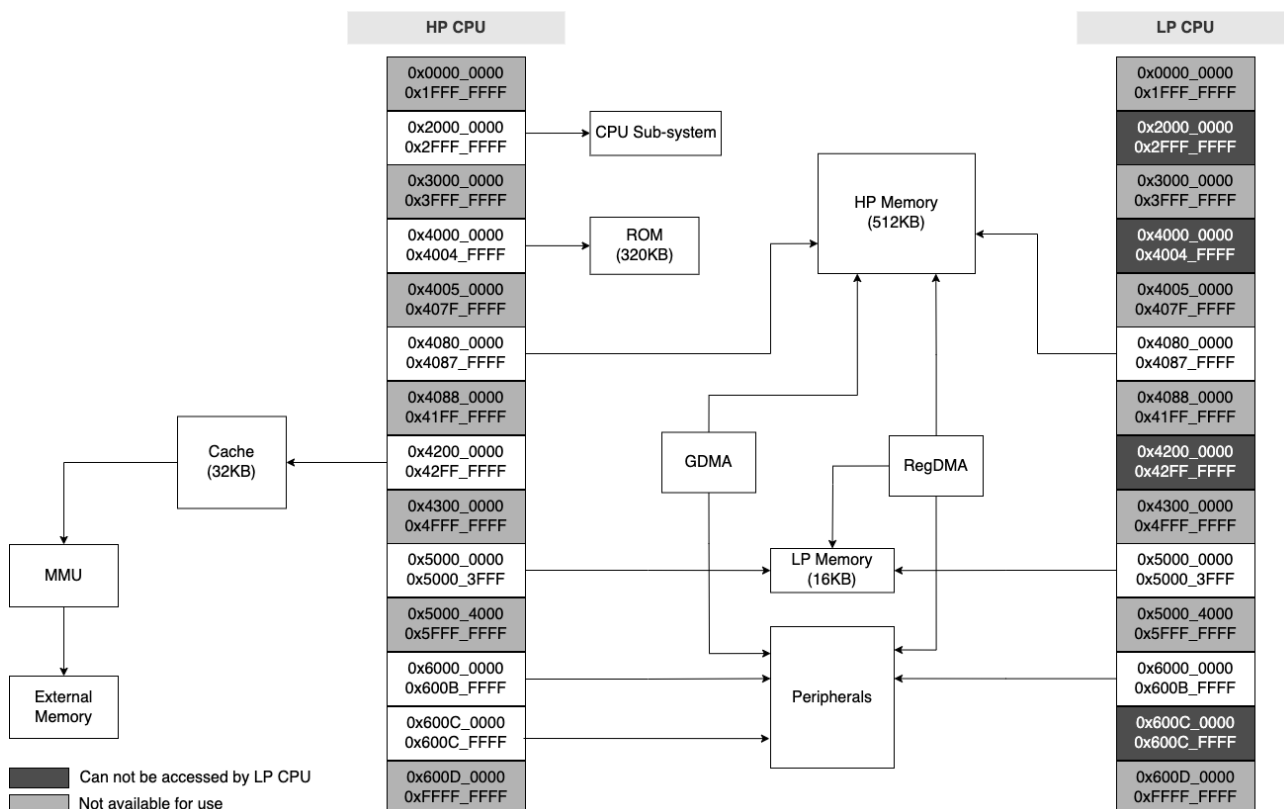 HP CPU
LP CPU
0x0000_0000
0x1FFF_FFFF
0x2000_0000
0x2FFF_FFFF
0x3000_0000
0x3FFF_FFFF
0x4000_0000
0x4004_FFFF
0x4005_0000
0x407F_FFFF
0x4080_0000
0x4087_FFFF
0x4088_0000
0x41FF_FFFF
0x4200_0000
0x42FF_FFFF
0x4300_0000
0x4FFF_FFFF
0x5000_0000
0x5000_3FFF
0x5000_4000
0x5FFF_FFFF
0x6000_0000
0x600B_FFFF
0x600C_0000
0x600C_FFFF
0x600D_0000
0xFFFF_FFFF
CPU Sub-system
ROM
(320KB)
Cache
(32KB)
MMU
External
Memory
HP Memory
(512KB)
GDMA
RegDMA
LP Memory
(16KB)
Peripherals
0x0000_0000
0x1FFF_FFFF
0x2000_0000
0x2FFF_FFFF
0x3000_0000
0x3FFF_FFFF
0x4000_0000
0x4004_FFFF
0x4005_0000
0x407F_FFFF
0x4080_0000
0x4087_FFFF
0x4088_0000
0x41FF_FFFF
0x4200_0000
0x42FF_FFFF
0x4300_0000
0x4FFF_FFFF
0x5000_0000
0x5000_3FFF
0x5000_4000
0x5FFF_FFFF
0x6000_0000
0x600B_FFFF
0x600C_0000
0x600C_FFFF
0x600D_0000
0xFFFF_FFFF
Can not be accessed by LP CPU
Not available for use